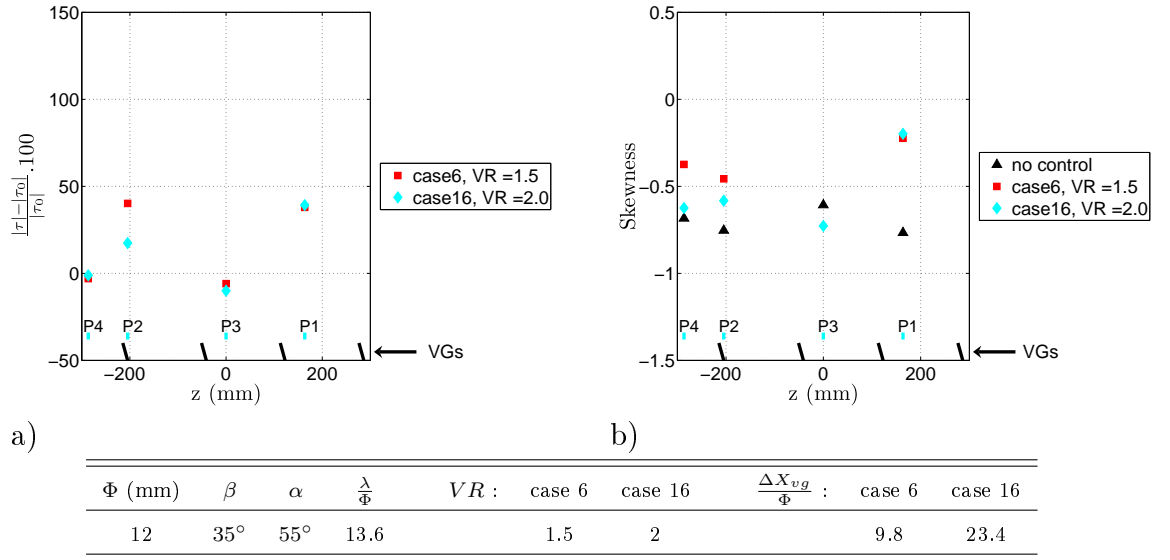 150
100
50
0
−50
|τ|−|τ0| / |τ0| .100
P4 P2 P3 P1
VGs
−200 0 200
z (mm)
case6, VR =1.5
case16, VR =2.0
a)
0.5
0
−0.5
−1
−1.5
Skewness
P4 P2 P3 P1
VGs
−200 0 200
z (mm)
no control
case6, VR =1.5
case16, VR =2.0
b)
Φ (mm) β α λ/Φ VR : case 6 case 16 ΔXvg/Φ : case 6 case 16
12 35° 55° 13.6 1.5 2 9.8 23.4